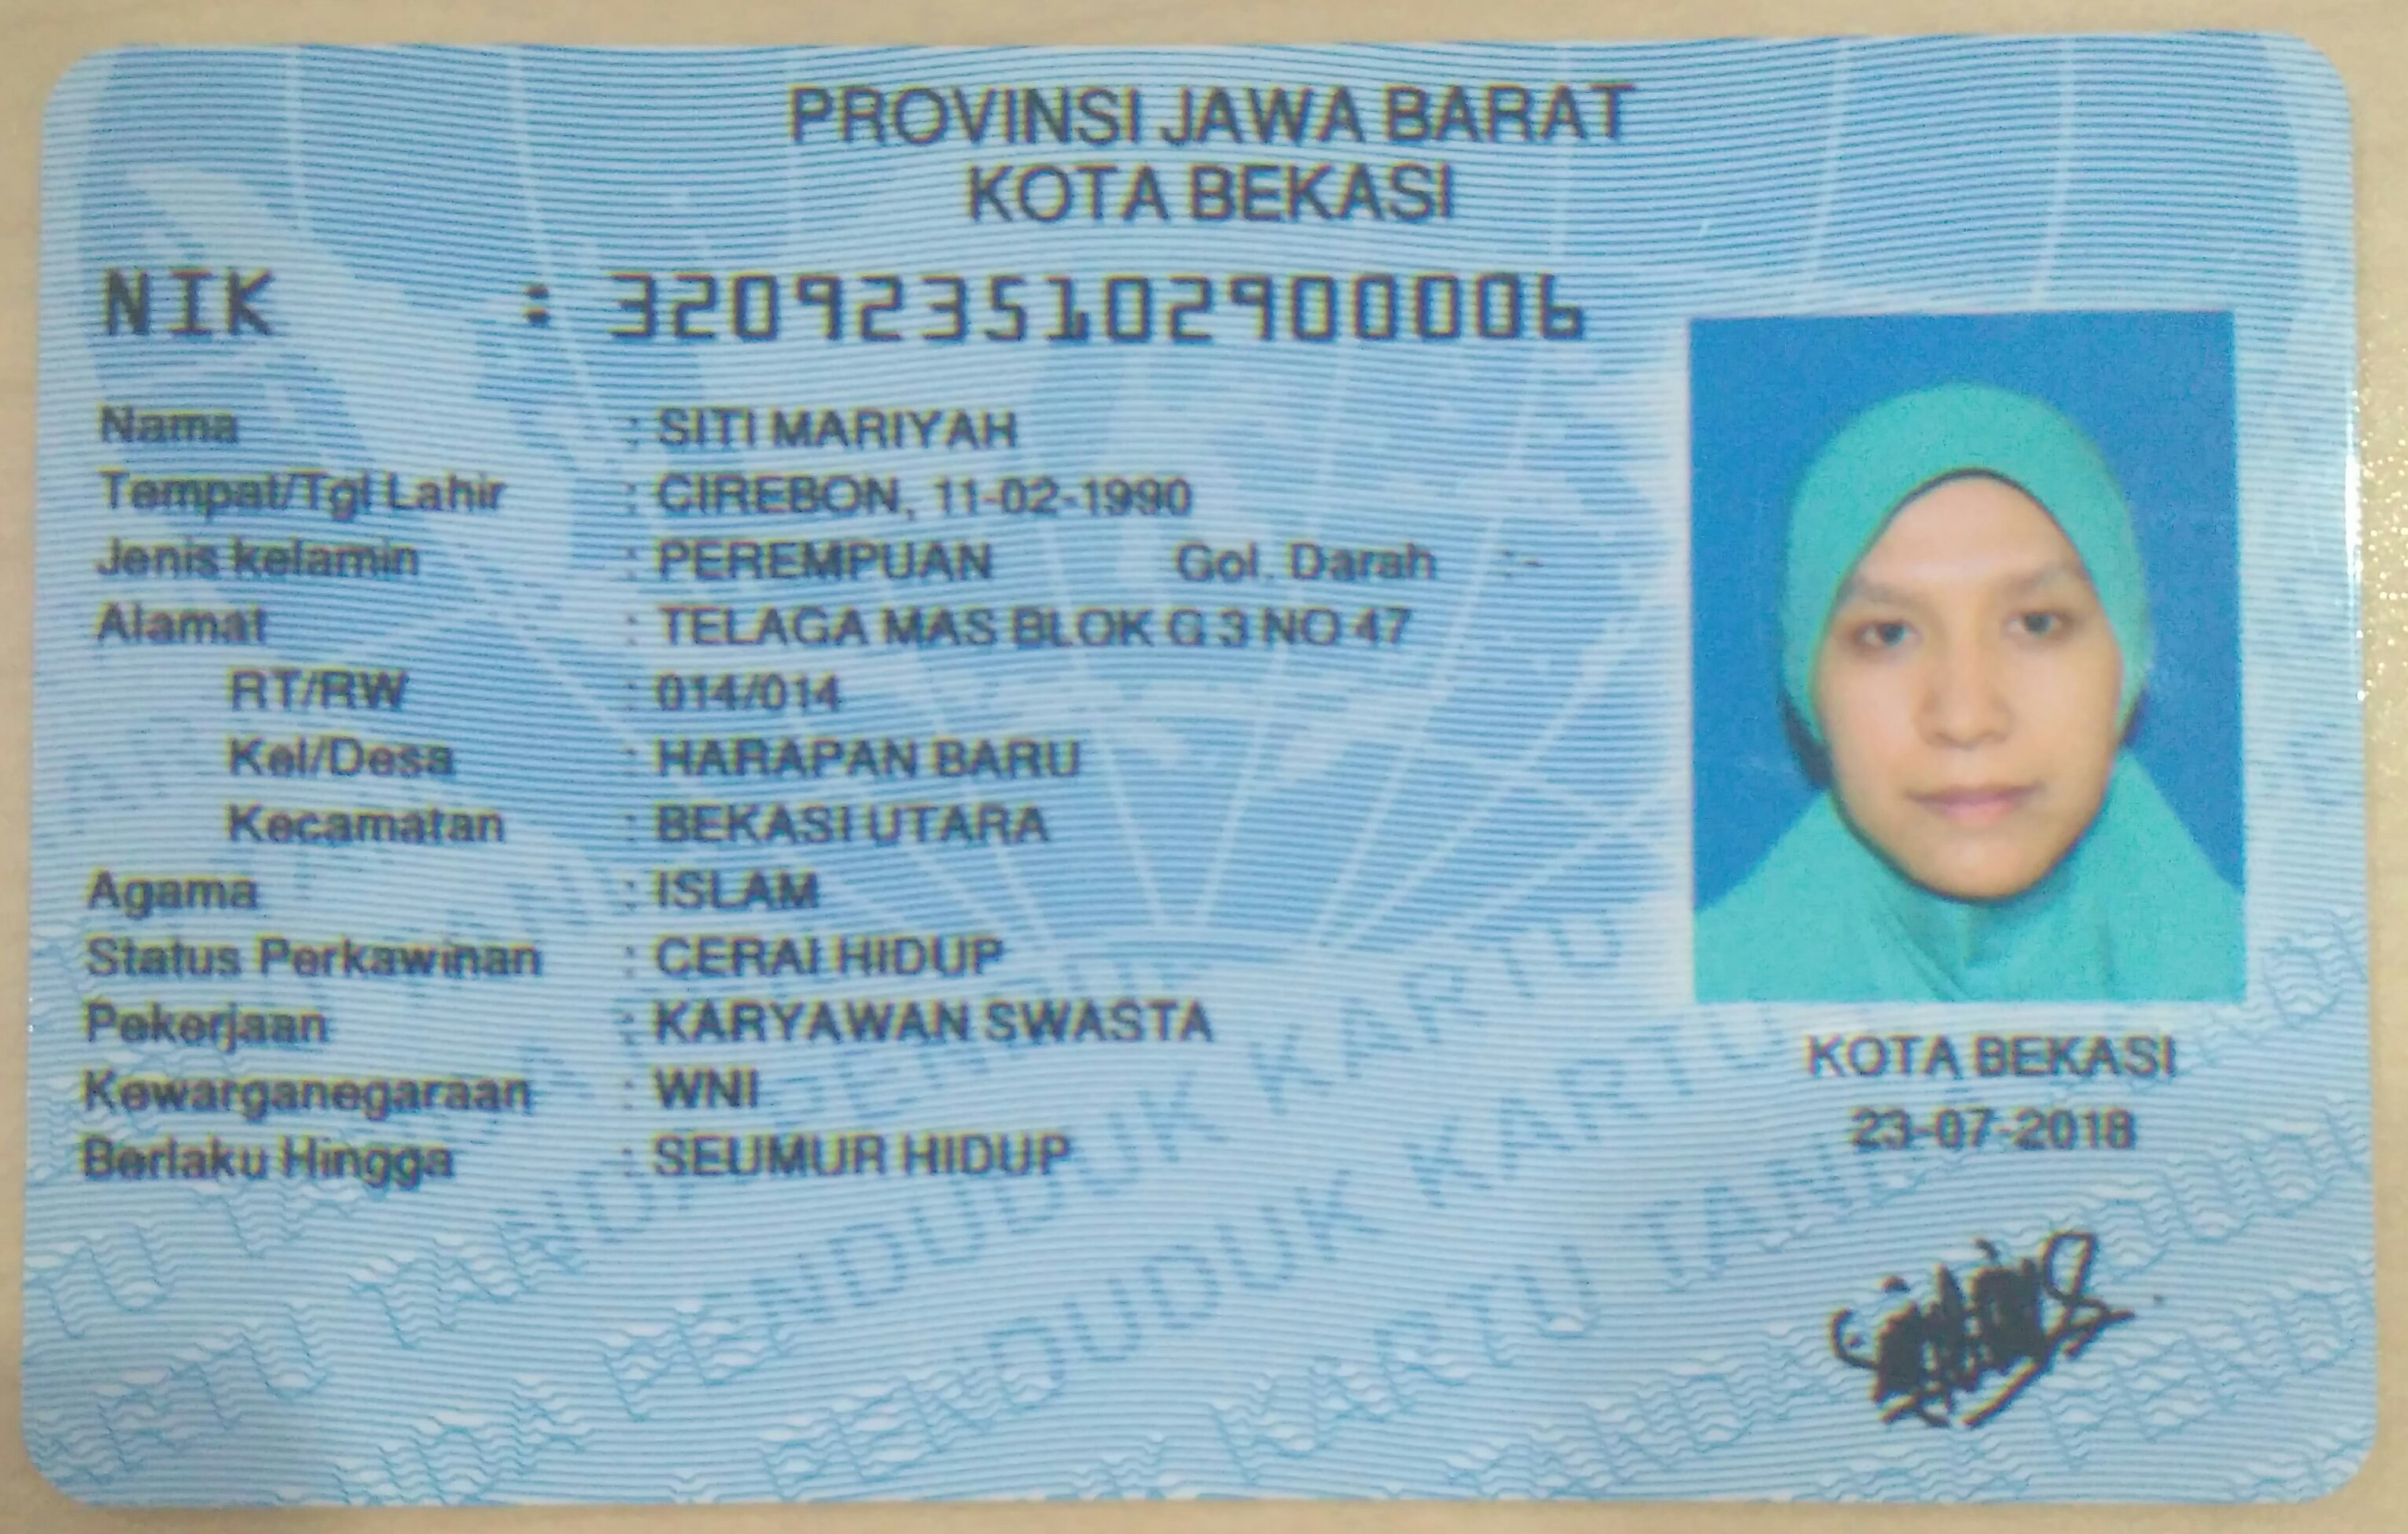 PROVINSI JAWA BARAT
KOTA BEKASI
NIK : 3209235102900006
Nama : SITI MARIYAH
Tempat/Tgl Lahir : CIREBON, 11-02-1990
Jenis kelamin : PEREMPUAN Gol. Darah :-
Alamat : TELAGA MAS BLOK G 3 NO 47
RT/RW : 014/014
Kel/Desa : HARAPAN BARU
Kecamatan : BEKASI UTARA
Agama : ISLAM
Status Perkawinan : CERAI HIDUP
Pekerjaan : KARYAWAN SWASTA
Kewarganegaraan : WNI
Berlaku Hingga : SEUMUR HIDUP
KOTA BEKASI
23-07-2018